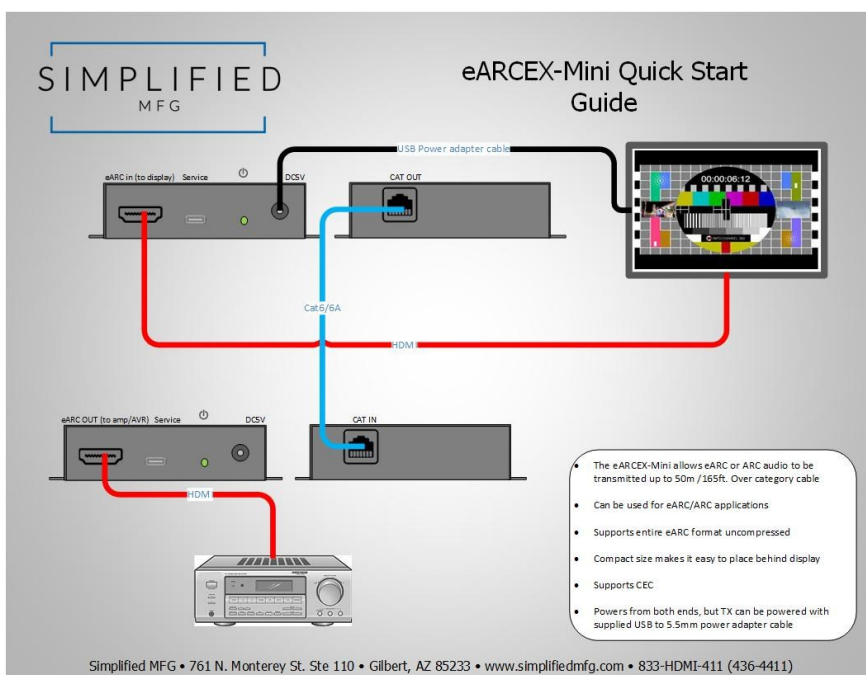 SIMPLIFIED
MFG
eARCEX-Mini Quick Start
Guide
USB Power adapter cable
eARC in (to display) Service DC5V
CAT OUT
00:00:06:12
Cat6/6A
HDMI
eARC OUT (to amp/AVR) Service DC5V
CAT IN
HDMI
• The eARCEX-Mini allows eARC or ARC audio to be
transmitted up to 50m /165ft. Over category cable
• Can be used for eARC/ARC applications
• Supports entire eARC format uncompressed
• Compact size makes it easy to place behind display
• Supports CEC
• Powers from both ends, but TX can be powered with
supplied USB to 5.5mm power adapter cable
Simplified MFG • 761 N. Monterey St. Ste 110 • Gilbert, AZ 85233 • www.simplifiedmfg.com • 833-HDMI-411 (436-4411)